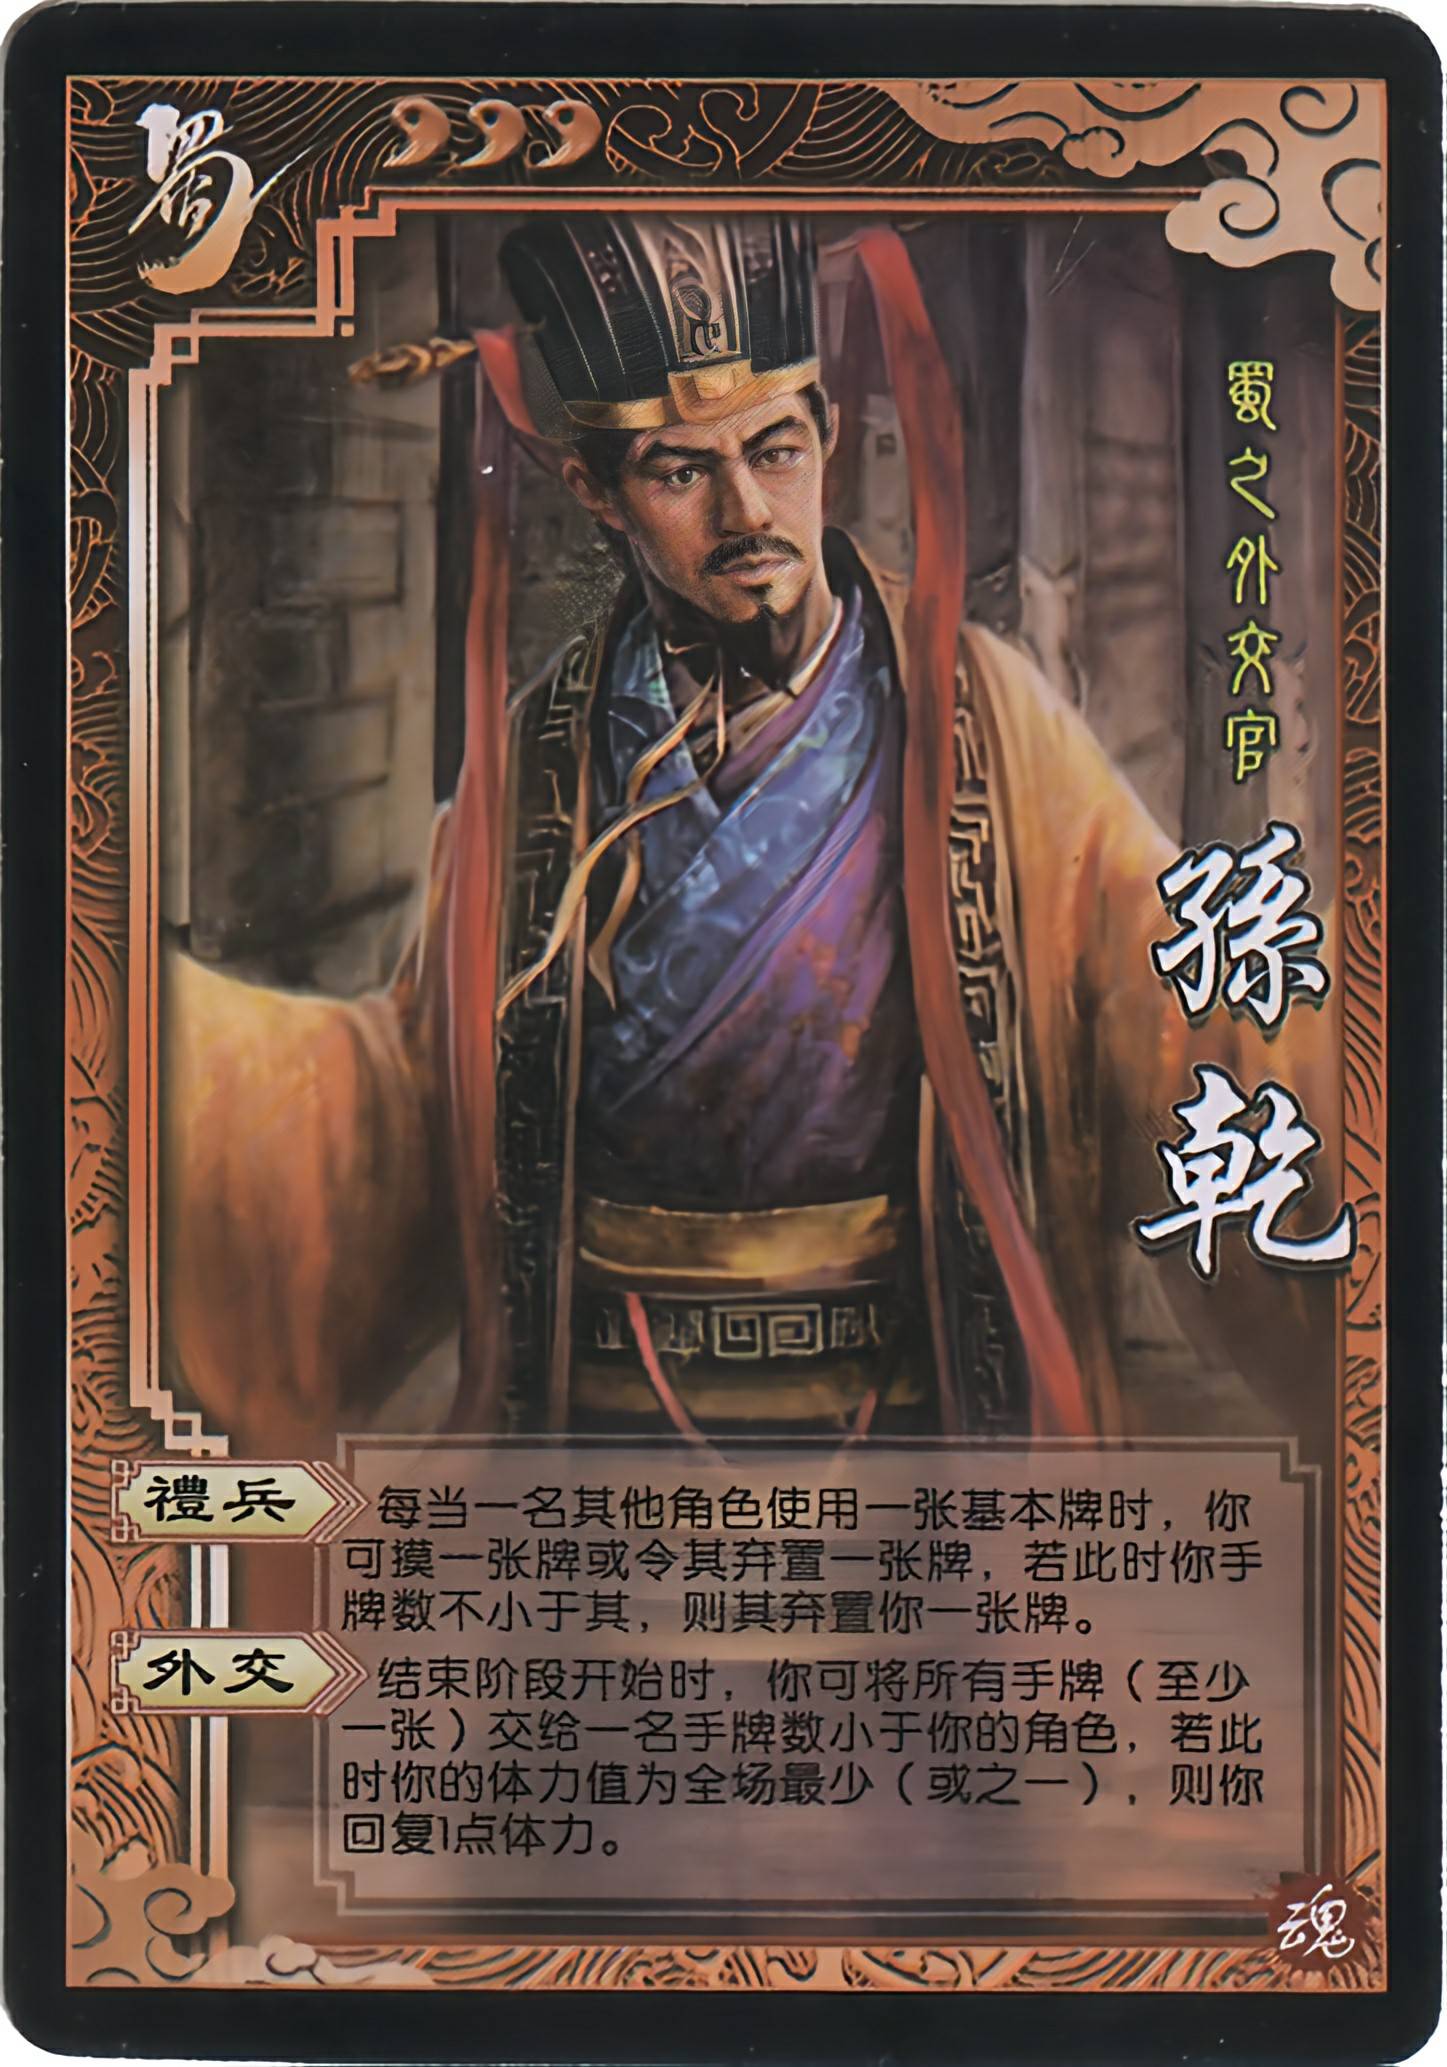 蜀
蜀之外交官
孫乾
禮兵
每当一名其他角色使用一张基本牌时，你
可摸一张牌或令其弃置一张牌，若此时你手
牌数不小于其，则其弃置你一张牌。
外交
结束阶段开始时，你可将所有手牌（至少
一张）交给一名手牌数小于你的角色，若此
时你的体力值为全场最少（或之一），则你
回复1点体力。
魂